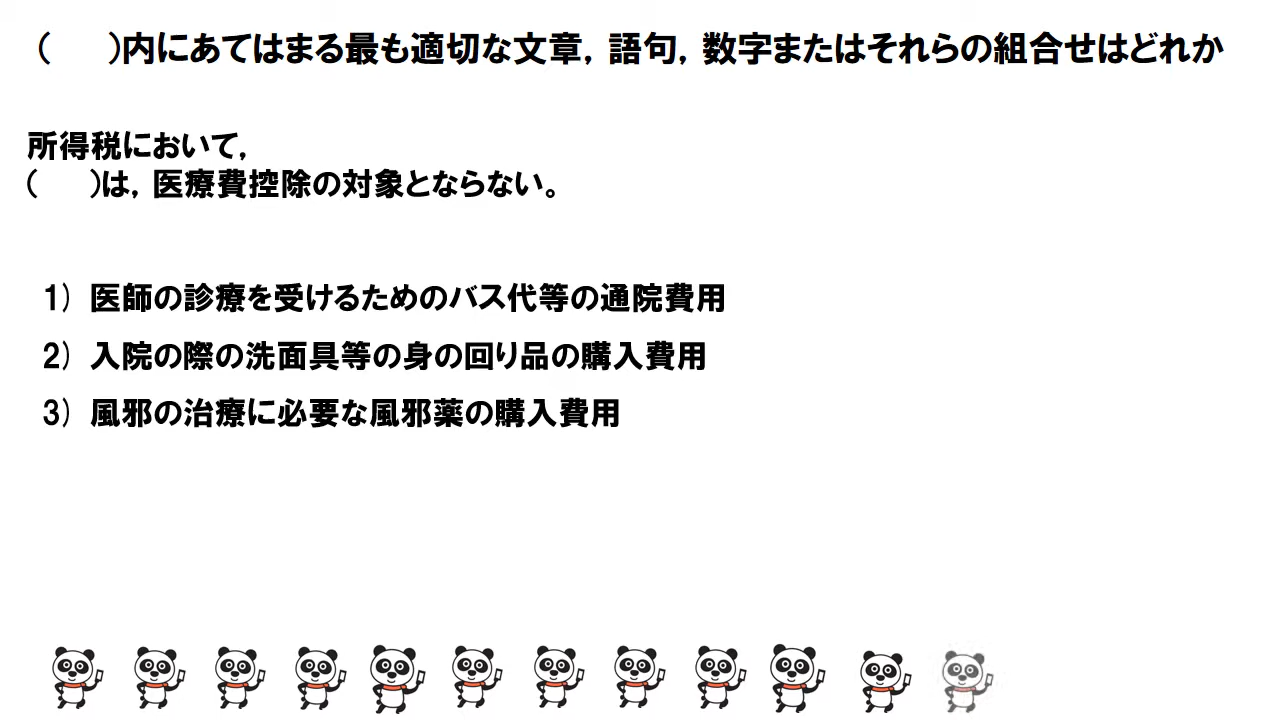 (　　)内にあてはまる最も適切な文章，語句，数字またはそれらの組合せはどれか
所得税において，
(　　)は，医療費控除の対象とならない。
1) 医師の診療を受けるためのバス代等の通院費用
2) 入院の際の洗面具等の身の回り品の購入費用
3) 風邪の治療に必要な風邪薬の購入費用